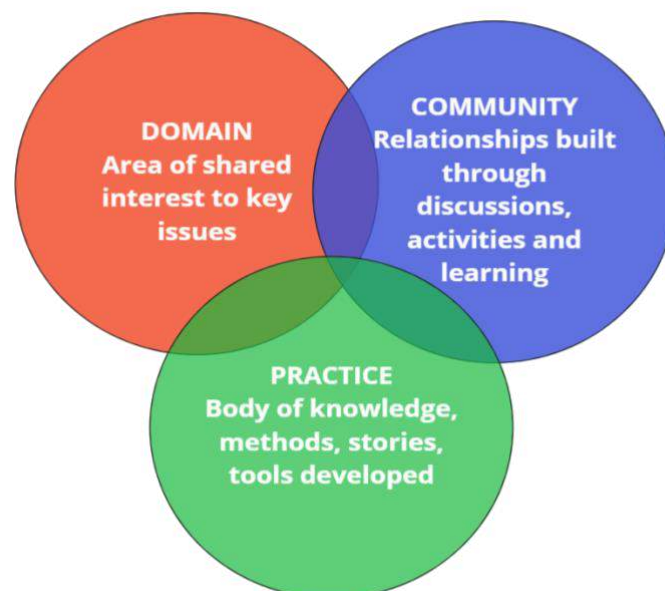 DOMAIN
Area of shared
interest to key
issues
COMMUNITY
Relationships built
through
discussions,
activities and
learning
PRACTICE
Body of knowledge,
methods, stories,
tools developed